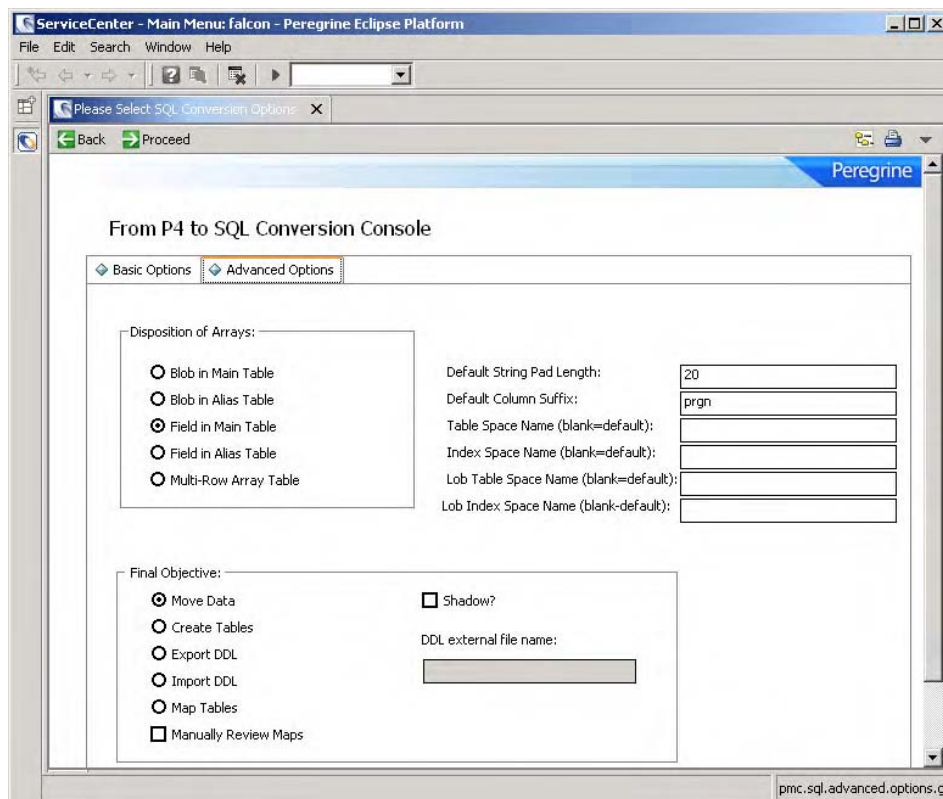 ServiceCenter - Main Menu: falcon - Peregrine Eclipse Platform
File Edit Search Window Help
Please Select SQL Conversion Options
Back Proceed
Peregrine
From P4 to SQL Conversion Console
Basic Options Advanced Options
Disposition of Arrays:
Blob in Main Table
Blob in Alias Table
Field in Main Table
Field in Alias Table
Multi-Row Array Table
Default String Pad Length: 20
Default Column Suffix: prgn
Table Space Name (blank=default):
Index Space Name (blank=default):
Lob Table Space Name (blank=default):
Lob Index Space Name (blank-default):
Final Objective:
Move Data
Create Tables
Export DDL
Import DDL
Map Tables
Manually Review Maps
Shadow?
DDL external file name:
pmc.sql.advanced.options.g